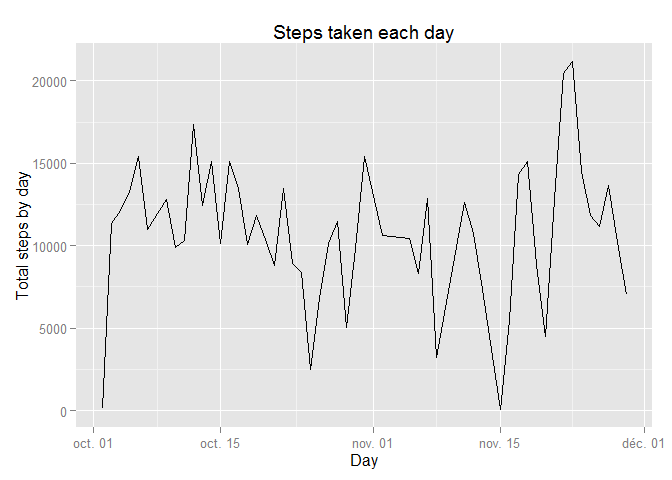 Steps taken each day
Total steps by day
20000
15000
10000
5000
0
oct. 01
oct. 15
nov. 01
nov. 15
déc. 01
Day